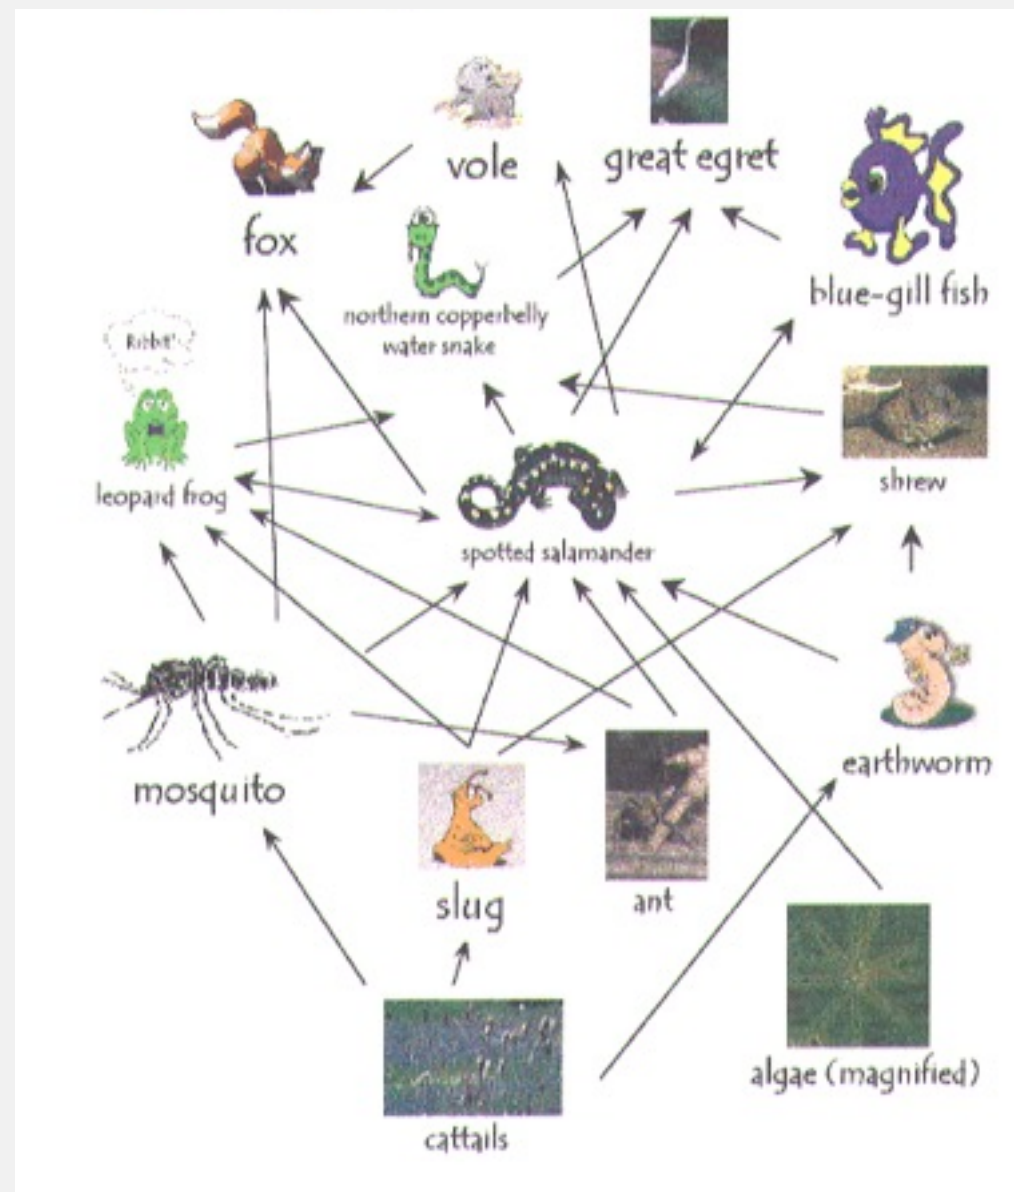 vole
great egret
fox
blue-gill fish
northern copperbelly
water snake
Ribbit'
leopard frog
shrew
spotted salamander
mosquito
earthworm
slug
ant
algae (magnified)
cattails